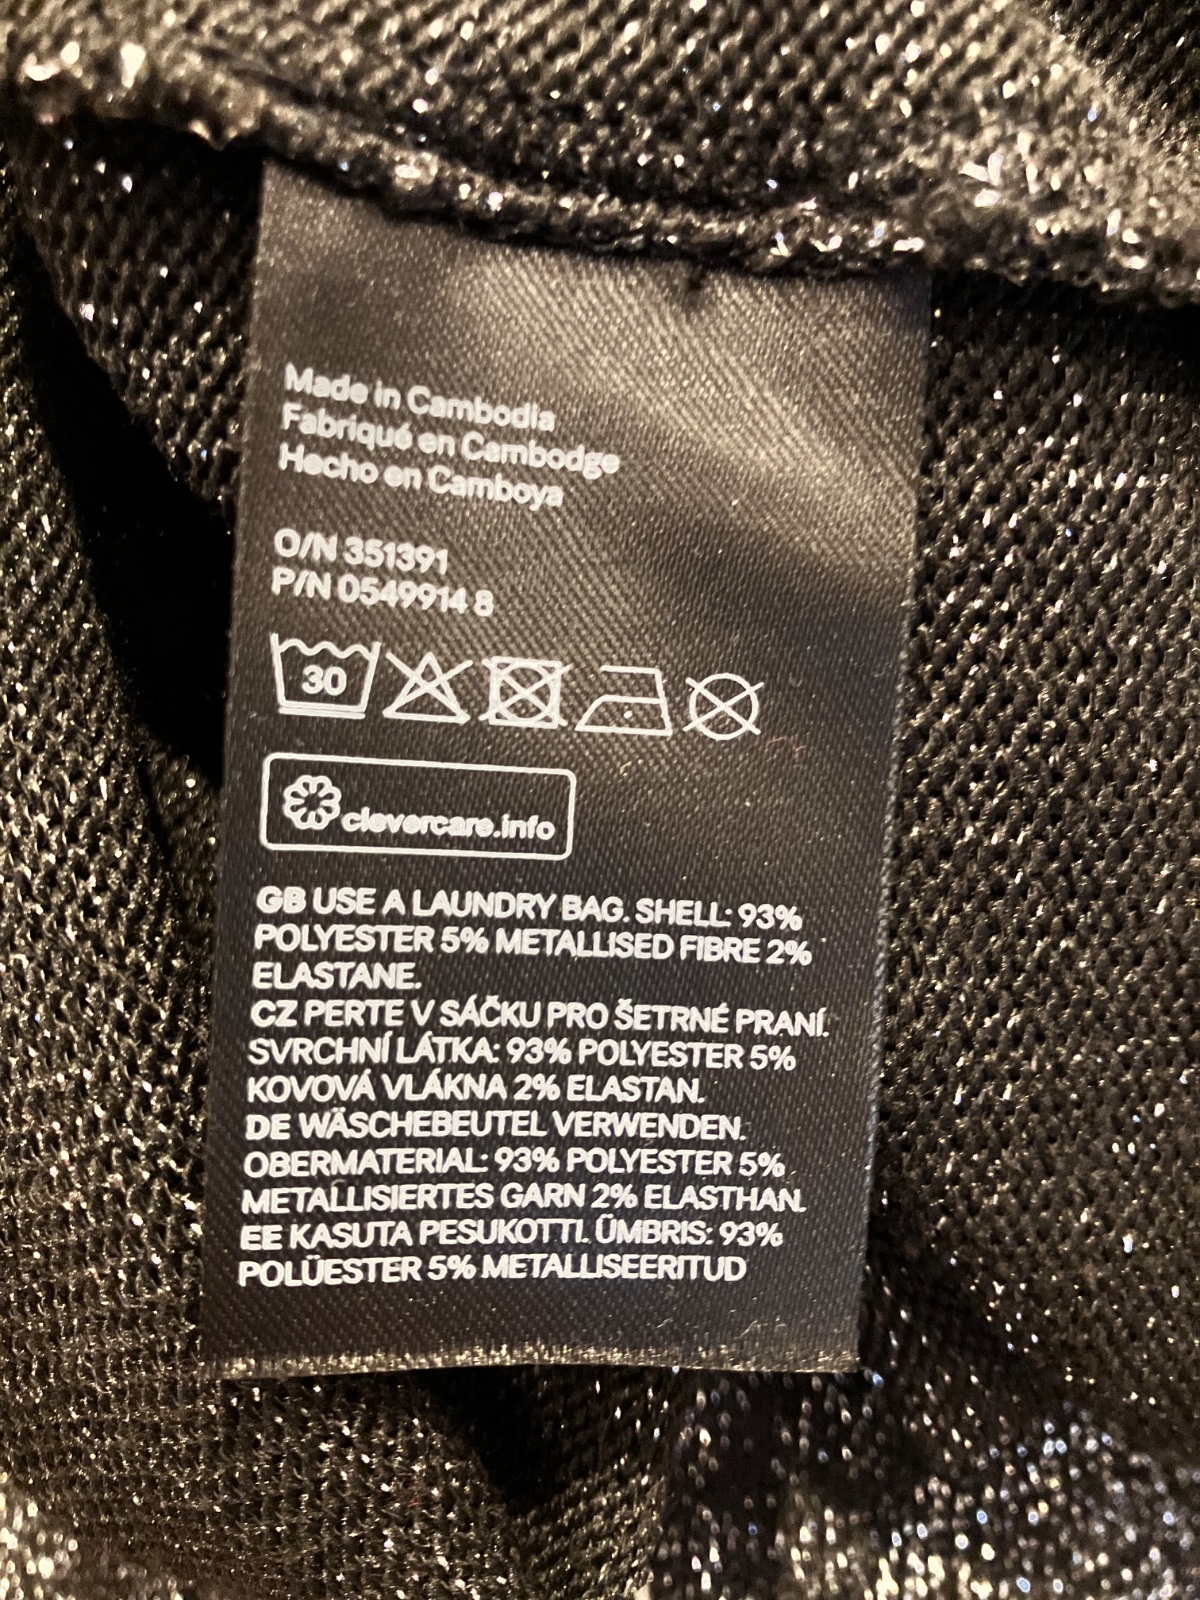 Made in Cambodia
Fabriqué en Cambodge
Hecho en Camboya
O/N 351391
P/N 0549914 8
30
clevercare.info
GB USE A LAUNDRY BAG. SHELL: 93%
POLYESTER 5% METALLISED FIBRE 2%
ELASTANE.
CZ PERTE V SÁČKU PRO ŠETRNÉ PRANÍ.
SVRCHNÍ LÁTKA: 93% POLYESTER 5%
KOVOVÁ VLÁKNA 2% ELASTAN.
DE WÄSCHEBEUTEL VERWENDEN.
OBERMATERIAL: 93% POLYESTER 5%
METALLISIERTES GARN 2% ELASTHAN.
EE KASUTA PESUKOTTI. ÜMBRIS: 93%
POLÜESTER 5% METALLISEERITUD